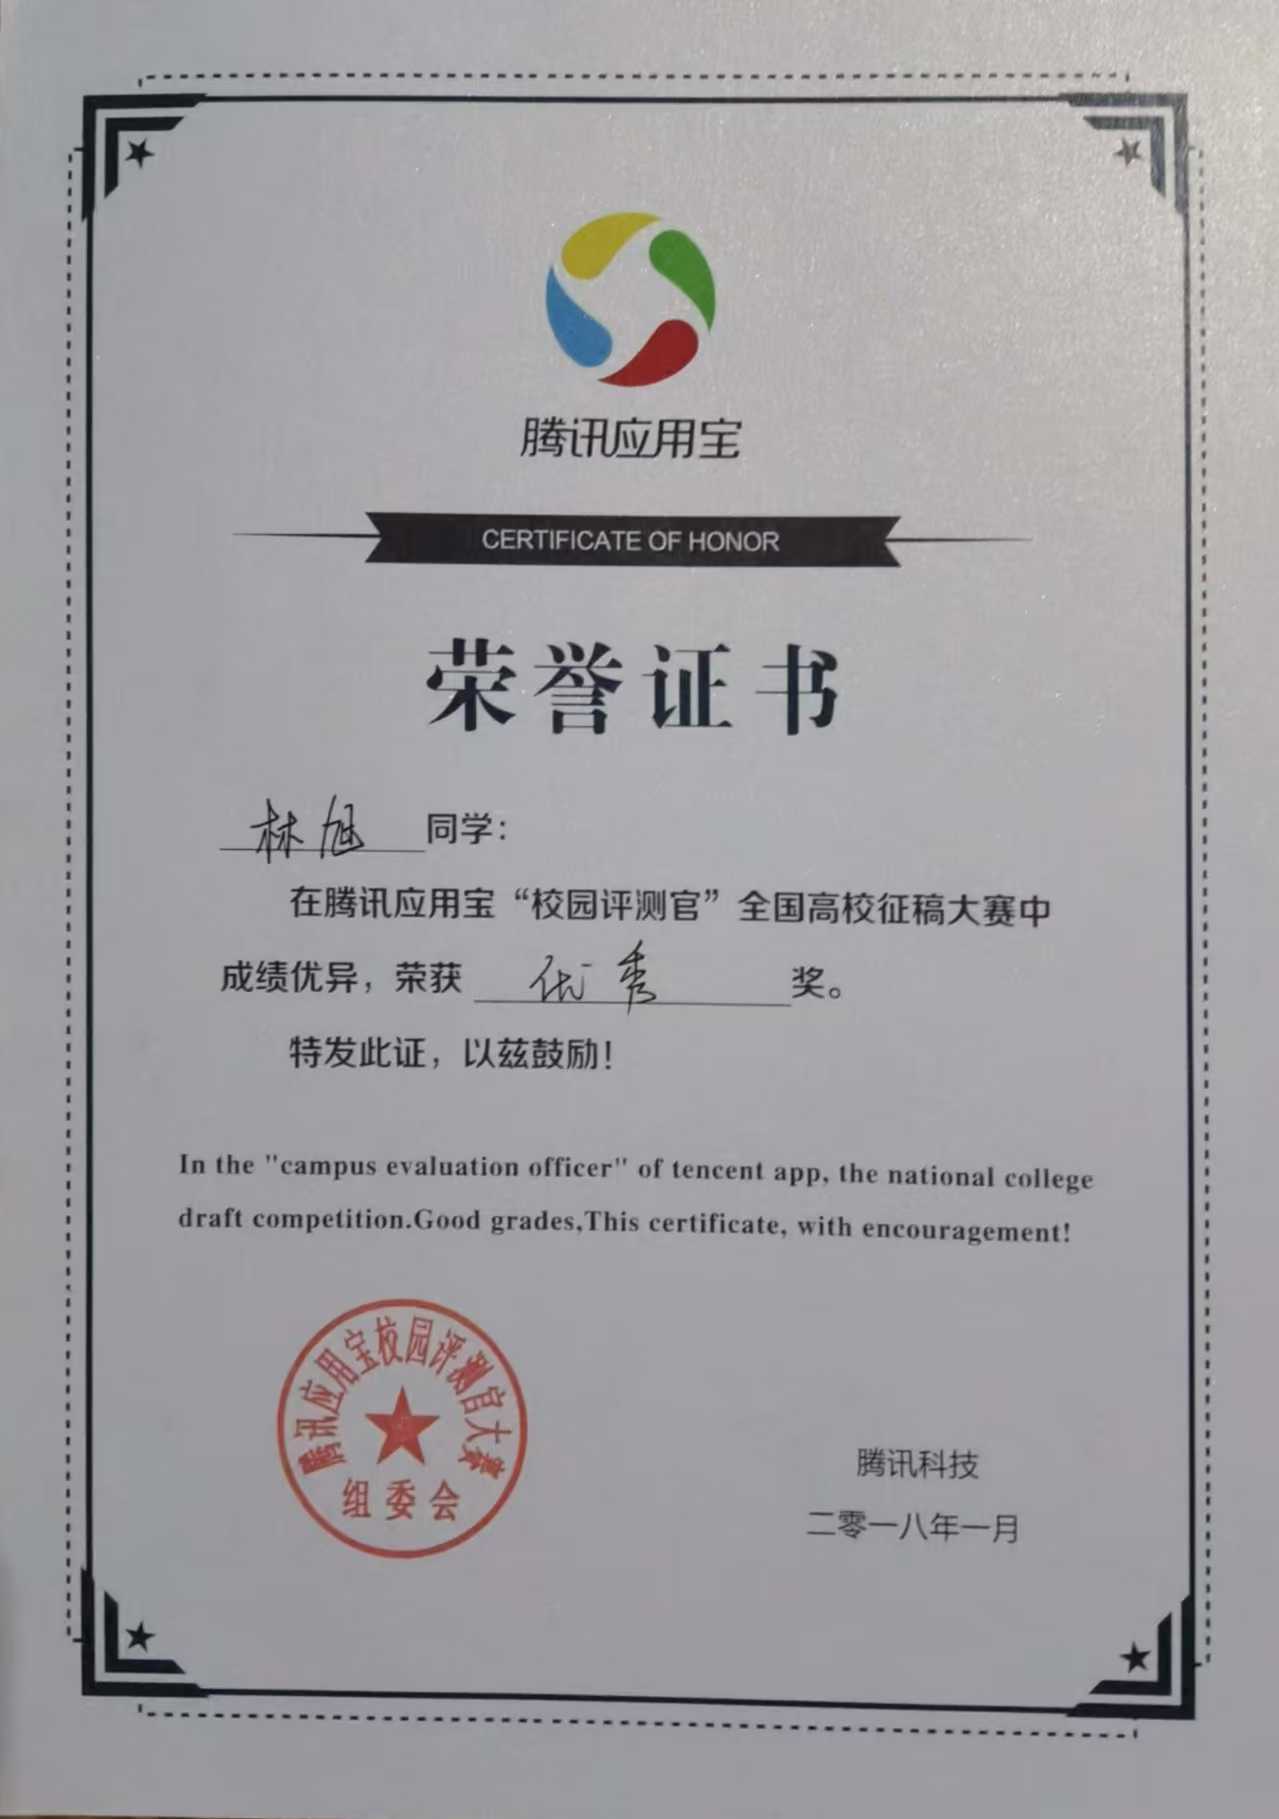 腾讯应用宝
CERTIFICATE OF HONOR
荣誉证书
林旭 同学：
在腾讯应用宝“校园评测官”全国高校征稿大赛中
成绩优异，荣获 优秀 奖。
特发此证，以兹鼓励！
In the "campus evaluation officer" of tencent app, the national college
draft competition.Good grades,This certificate, with encouragement!
腾讯应用宝校园评测官大赛
组委会
腾讯科技
二零一八年一月